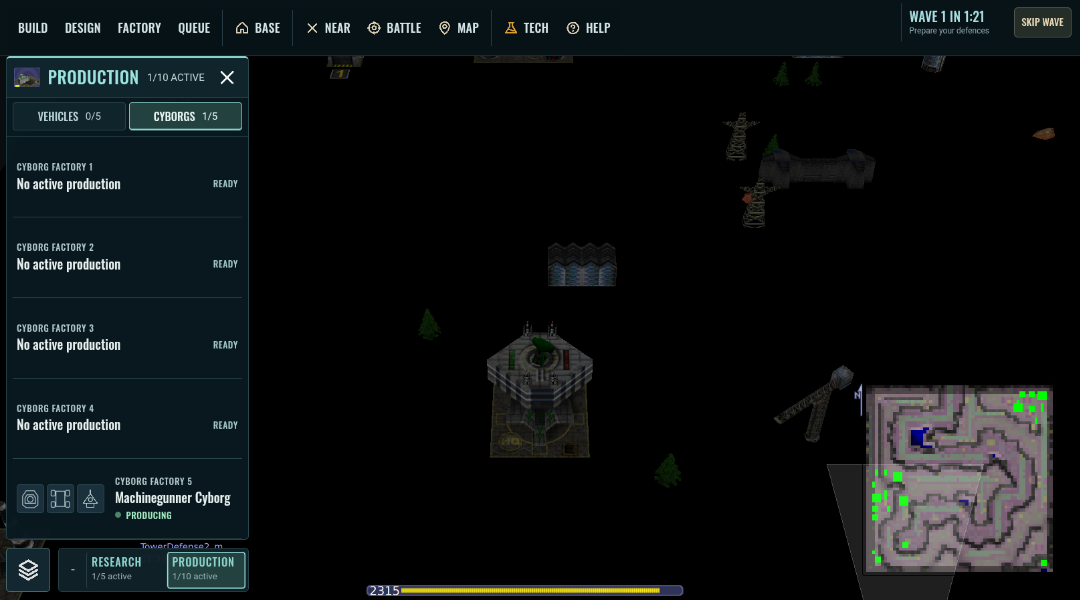 BUILD DESIGN FACTORY QUEUE BASE NEAR BATTLE MAP TECH HELP
WAVE 1 IN 1:21
Prepare your defences
SKIP WAVE
PRODUCTION 1/10 ACTIVE
VEHICLES 0/5 CYBORGS 1/5
CYBORG FACTORY 1
No active production READY
CYBORG FACTORY 2
No active production READY
CYBORG FACTORY 3
No active production READY
CYBORG FACTORY 4
No active production READY
CYBORG FACTORY 5
Machinegunner Cyborg
PRODUCING
TowerDefense2_m
- RESEARCH
1/5 active
PRODUCTION
1/10 active
2315
1
HQ
N